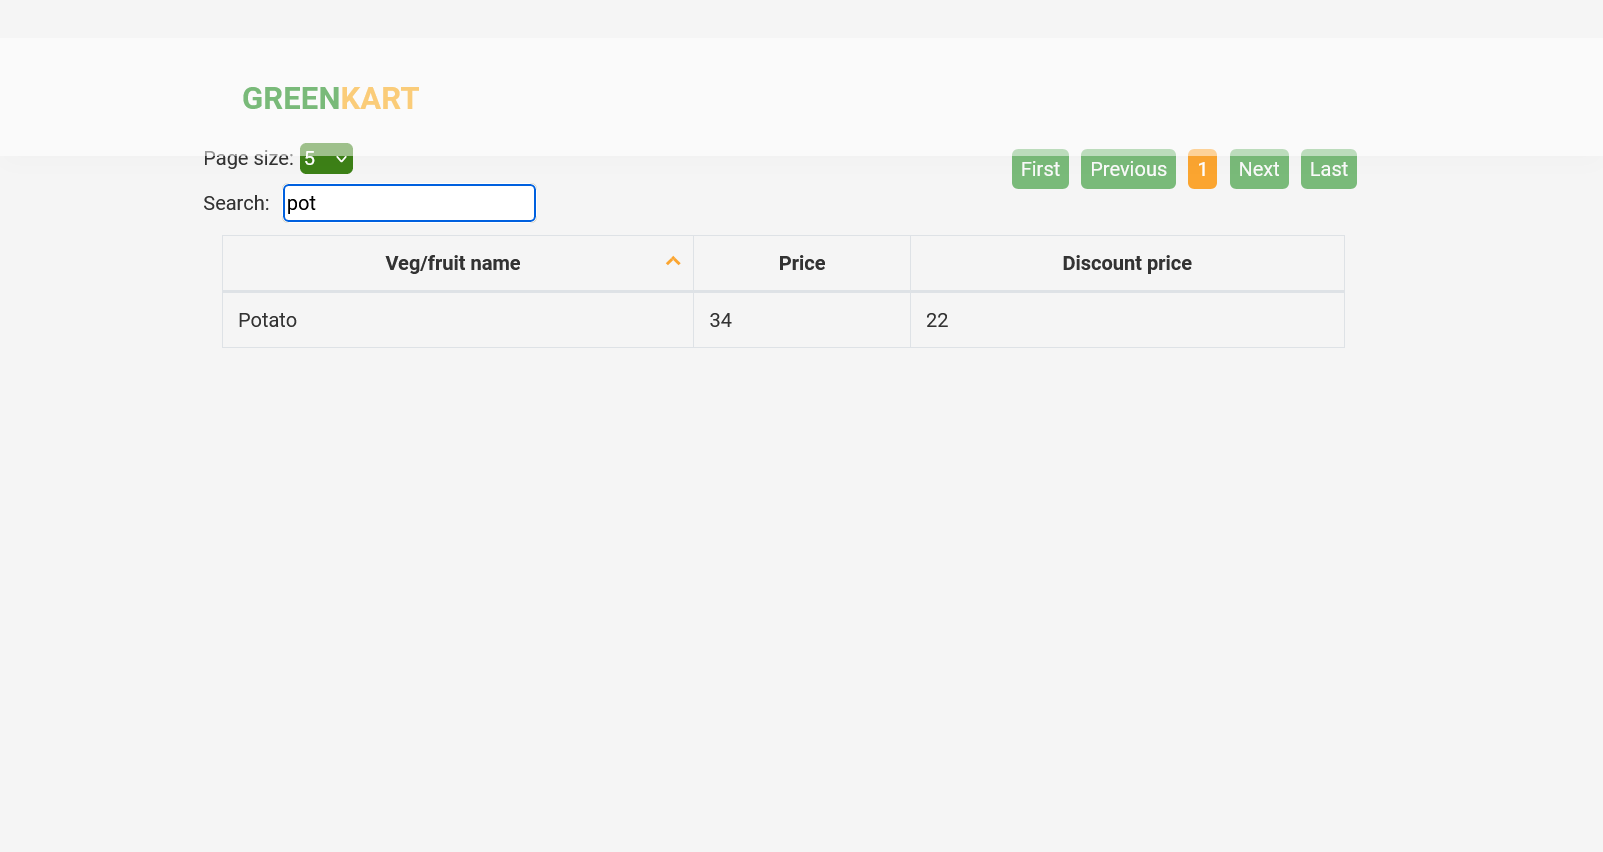 GREENKART
Page size: 5
First Previous 1 Next Last
Search: pot
Veg/fruit name Price Discount price
Potato 34 22